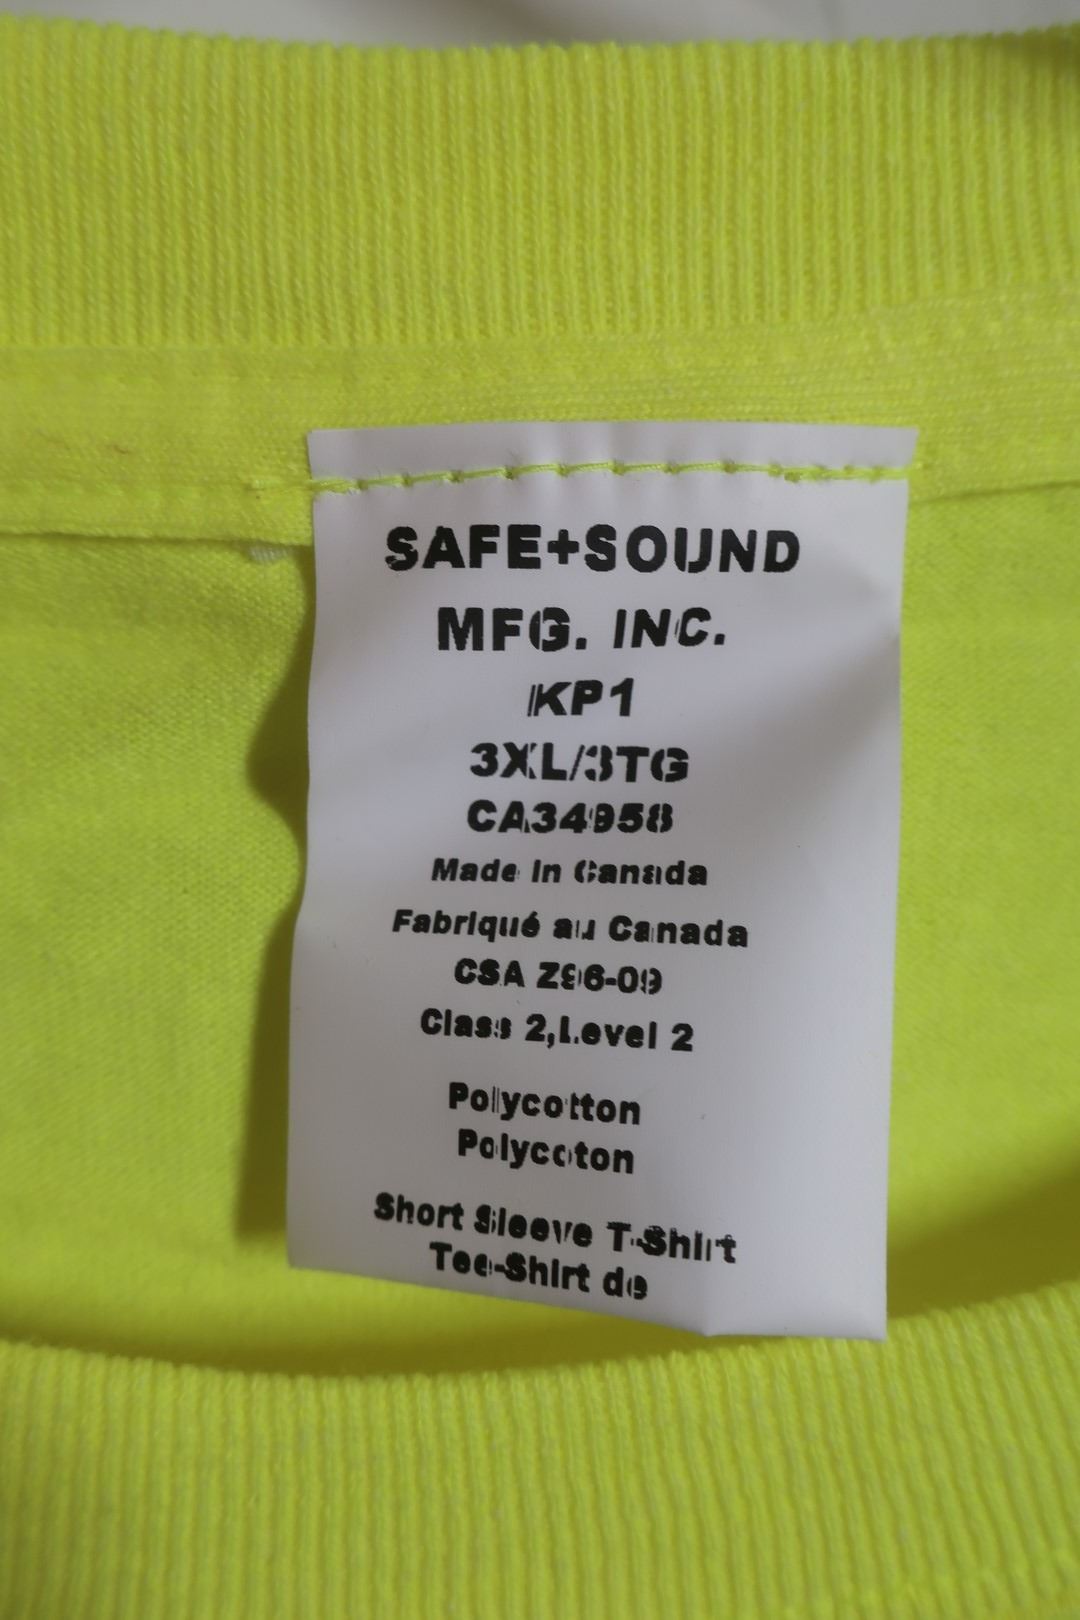 SAFE+SOUND
MFG. INC.
KP1
3XL/3TG
CA34958
Made In Canada
Fabriqué au Canada
CSA Z96-09
Class 2,Level 2
Polycotton
Polycoton
Short Sleeve T-Shirt
Tee-Shirt de